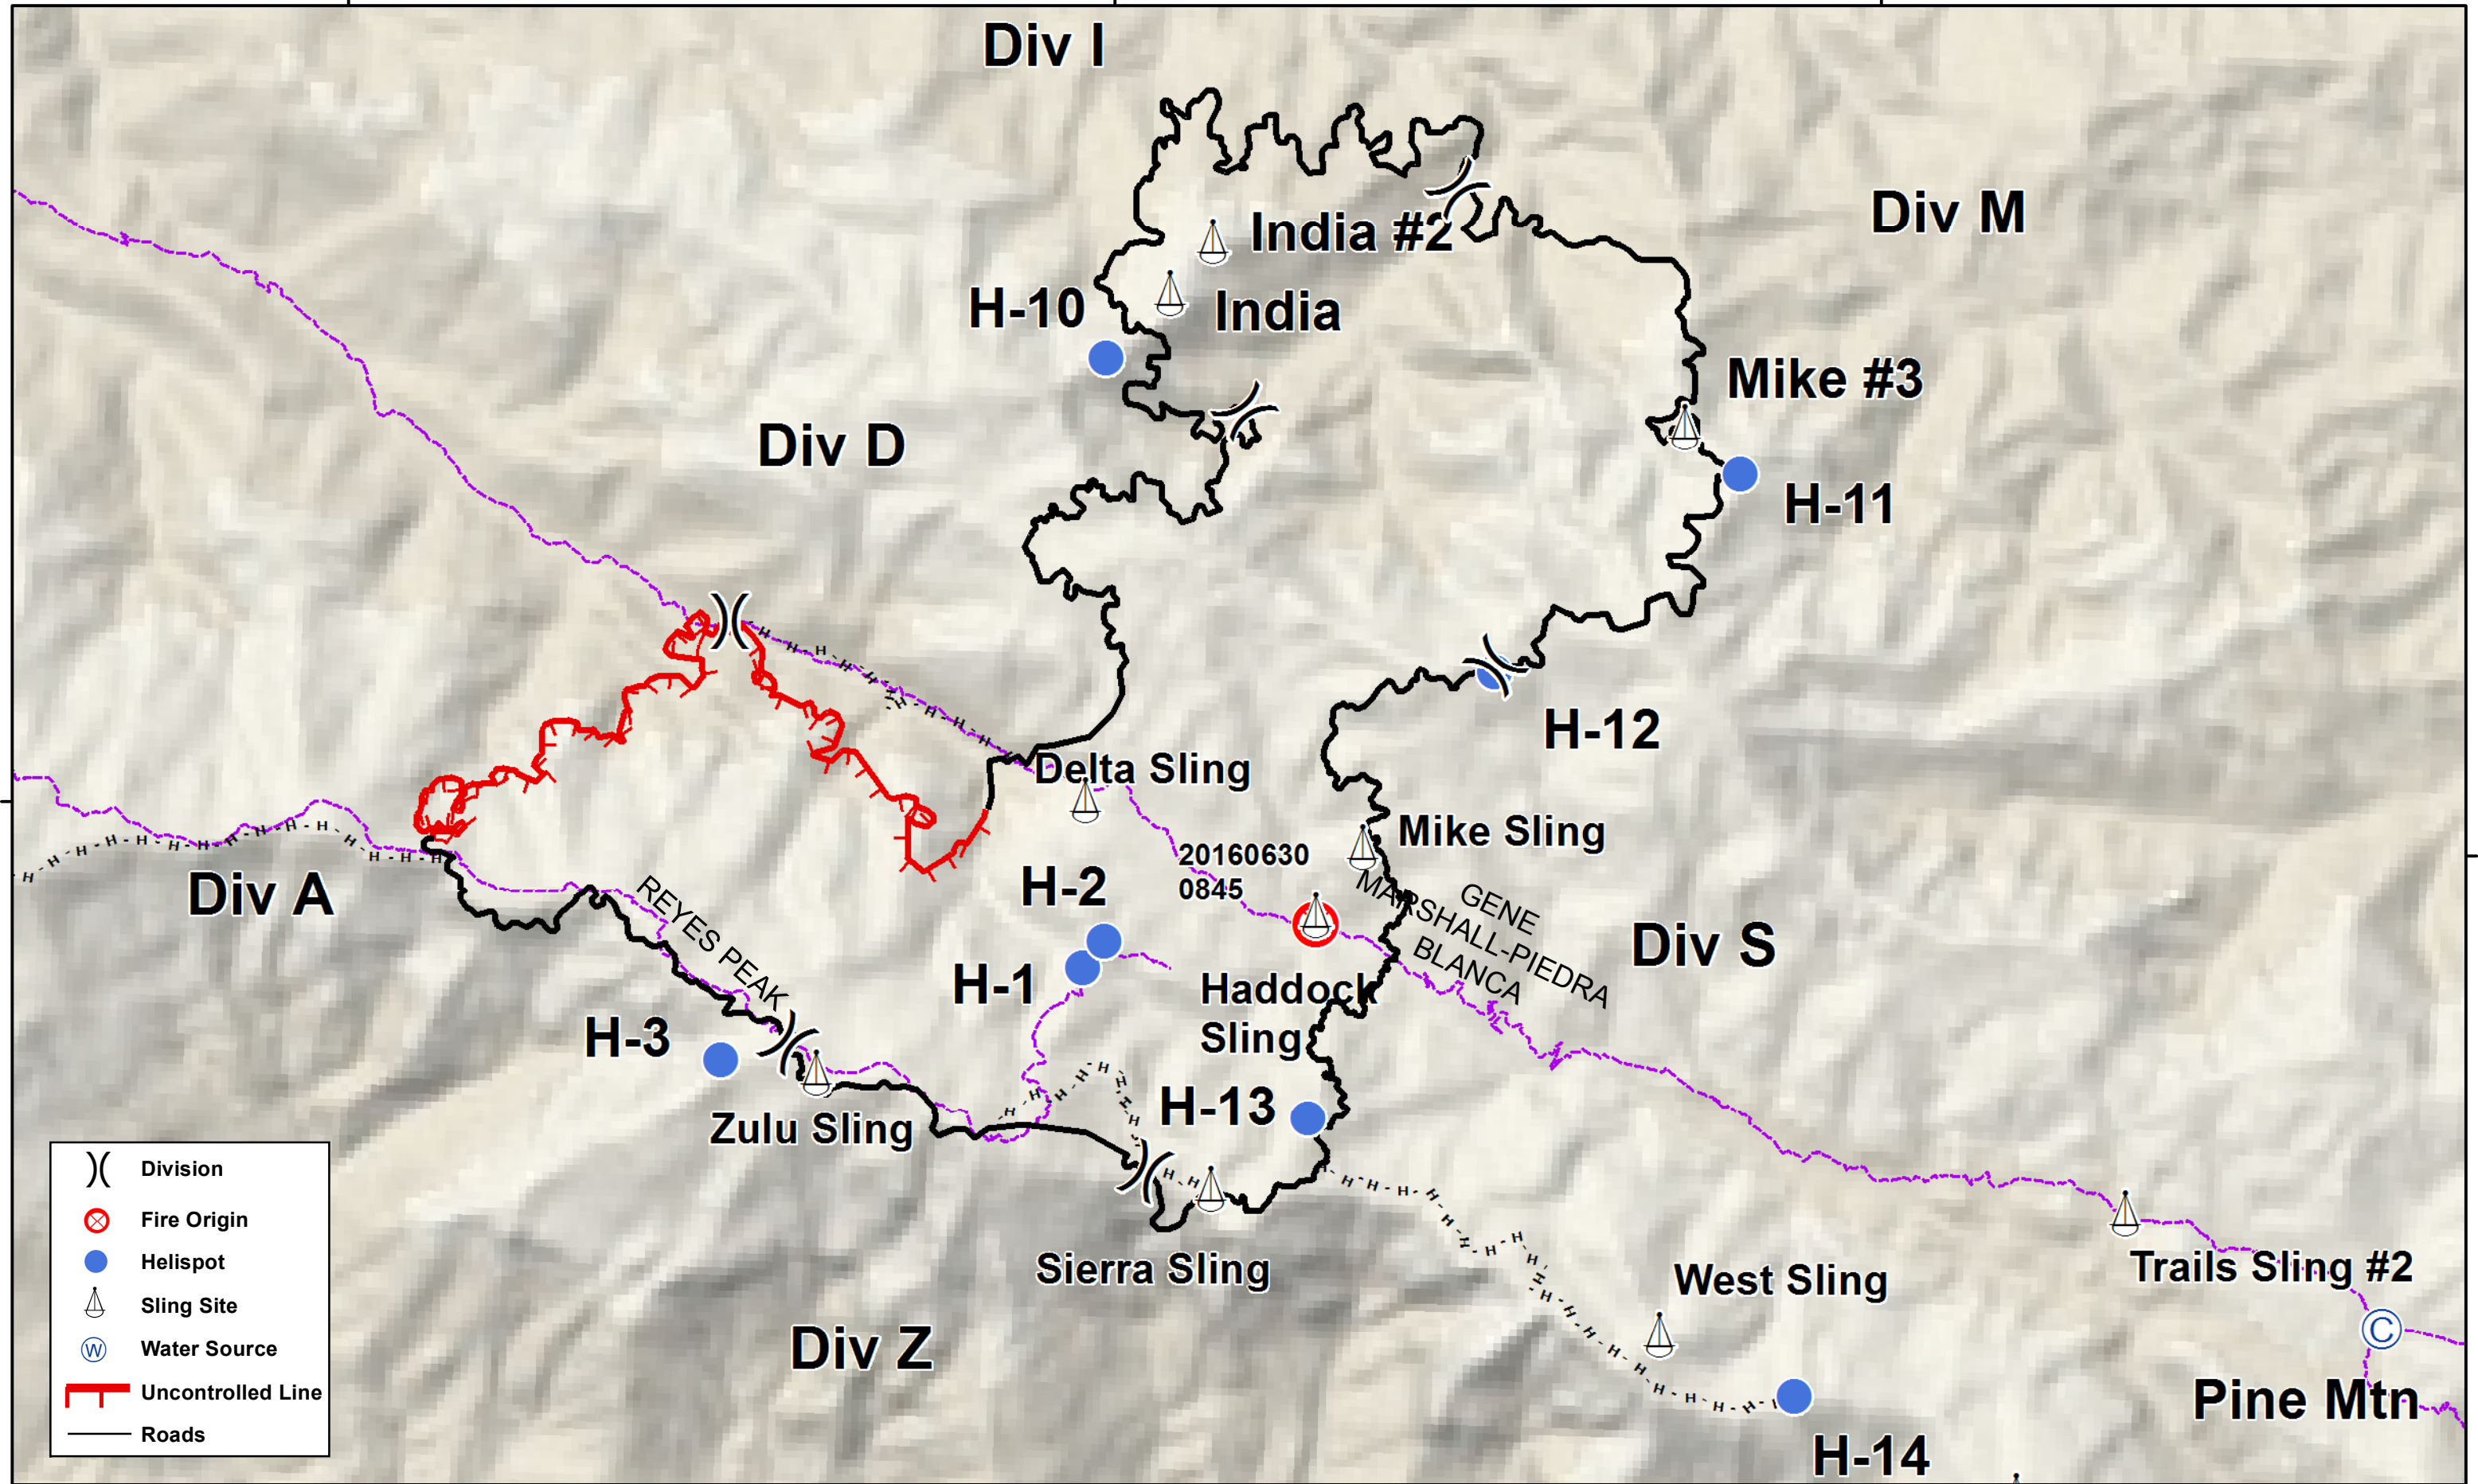 Div I
Div M
India #2
India
H-10
Mike #3
Div D
H-11
H-12
Delta Sling
Mike Sling
20160630
0845
H-2
GENE
MARSHALL-PIEDRA
BLANCA
Div A
REYES PEAK
Div S
H-1
Haddock
Sling
H-3
H-13
Zulu Sling
Sierra Sling
West Sling
Trails Sling #2
C
Div Z
Pine Mtn
H-14
Division
Fire Origin
Helispot
Sling Site
W Water Source
Uncontrolled Line
Roads